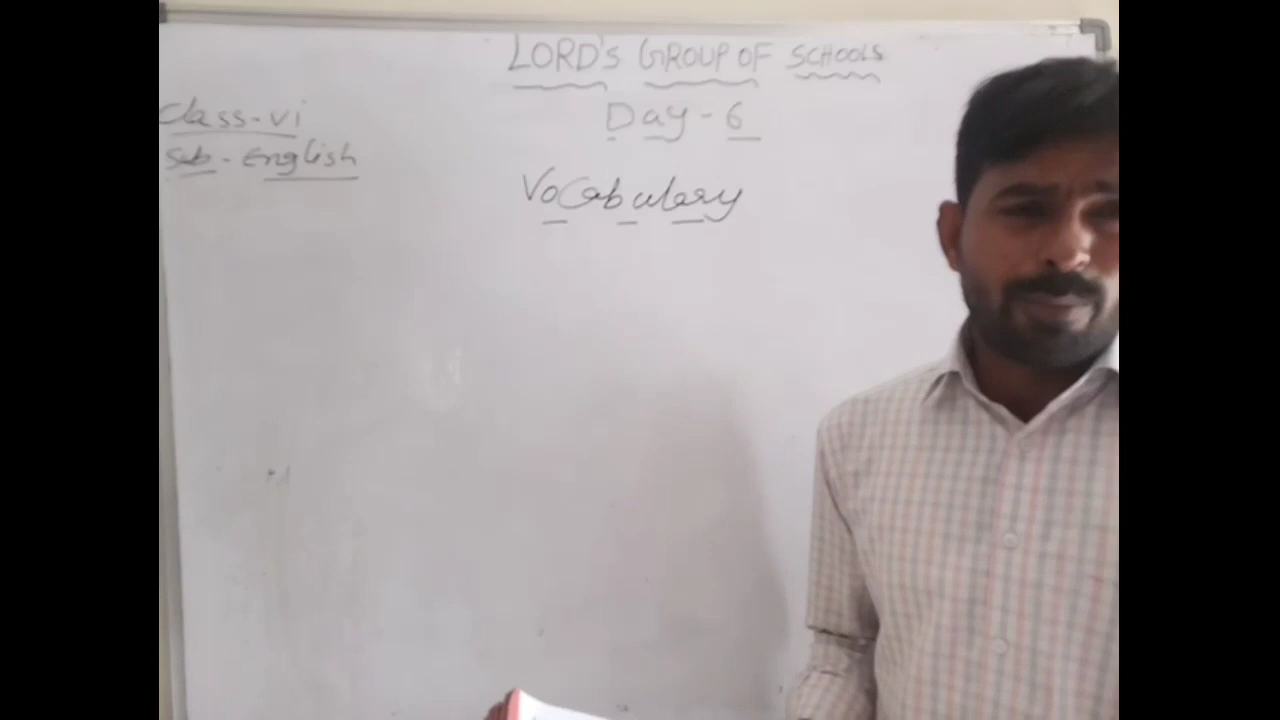 LORD'S GROUP OF SCHOOLS
Day - 6
Class - vi
Sub - English
Vocabulary